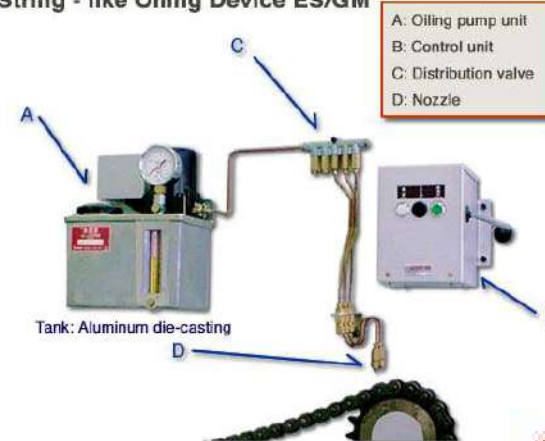 String - like Oiling Device ES/GM
A: Oiling pump unit
B: Control unit
C: Distribution valve
D: Nozzle
C
A
Tank: Aluminum die-casting
D